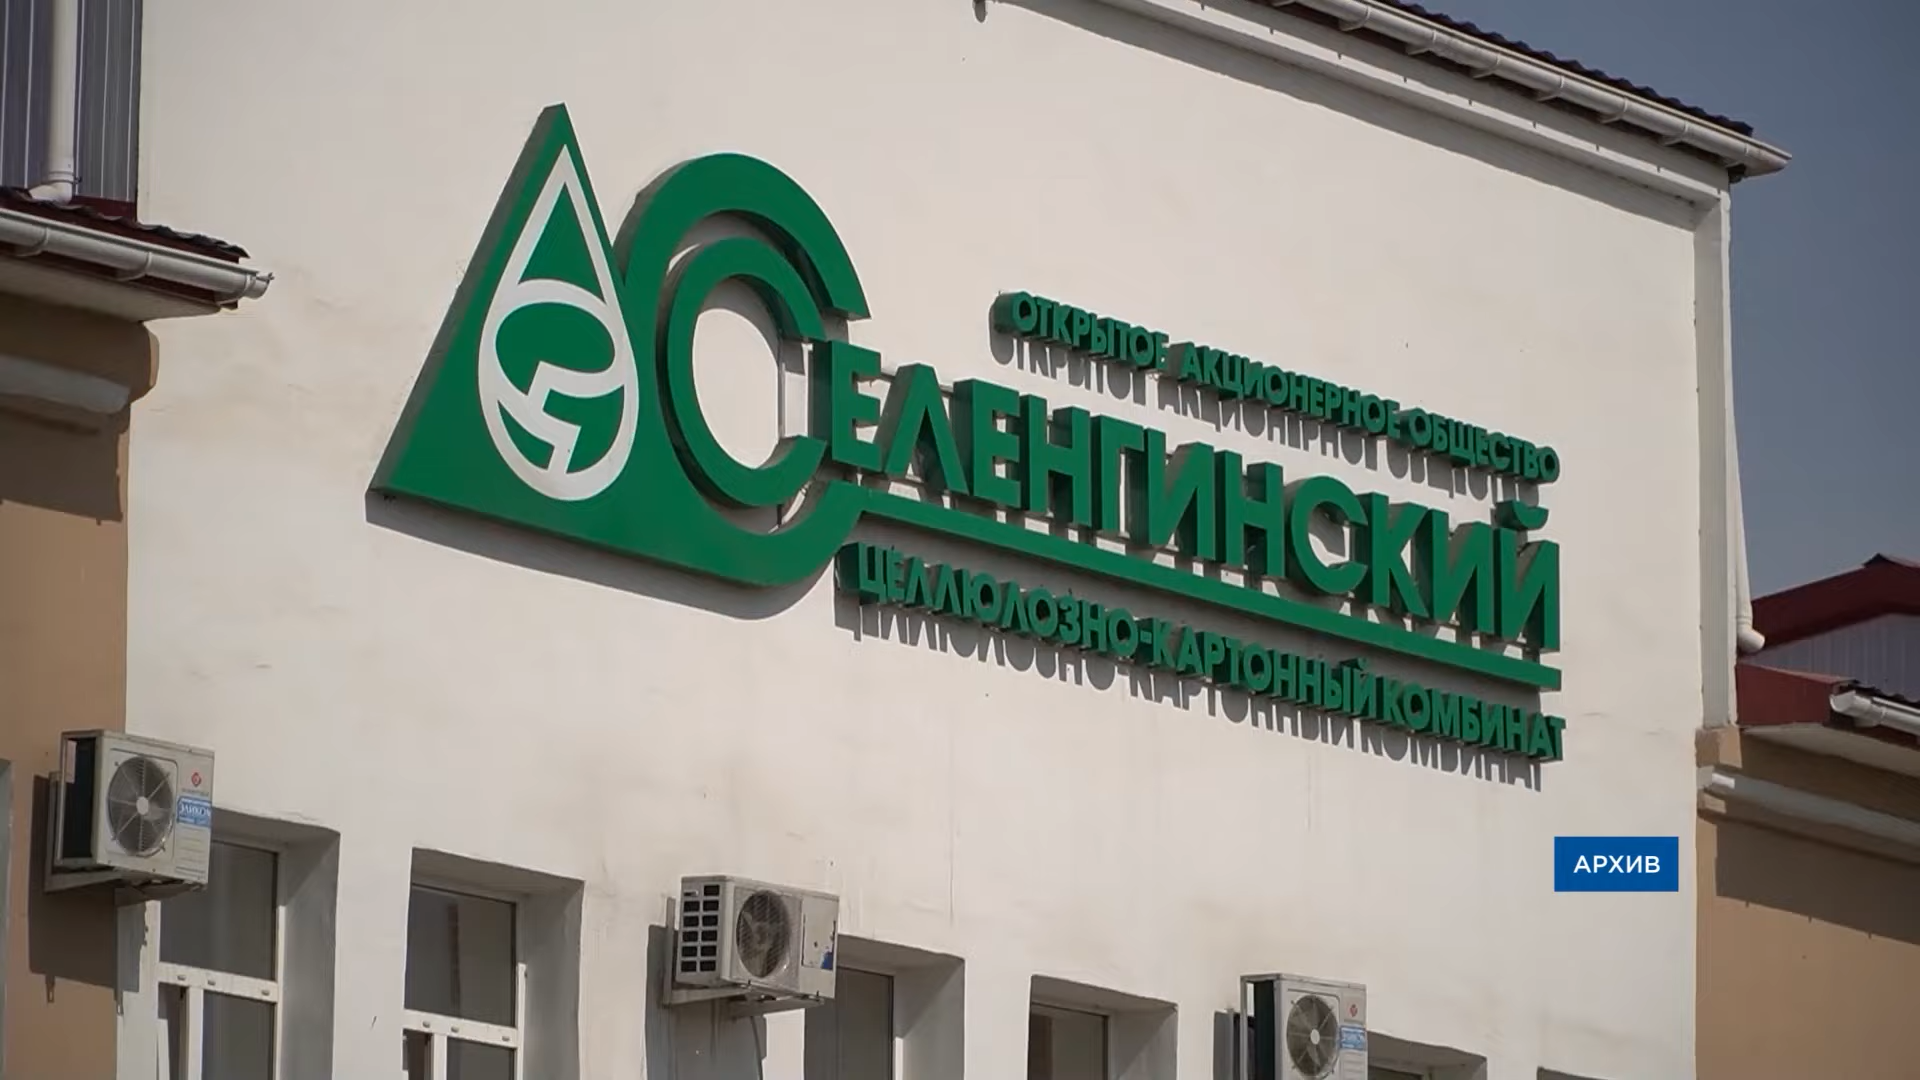 ОТКРЫТОЕ АКЦИОНЕРНОЕ ОБЩЕСТВО
СЕЛЕНГИНСКИЙ
ЦЕЛЛЮЛОЗНО-КАРТОННЫЙ КОМБИНАТ
АРХИВ